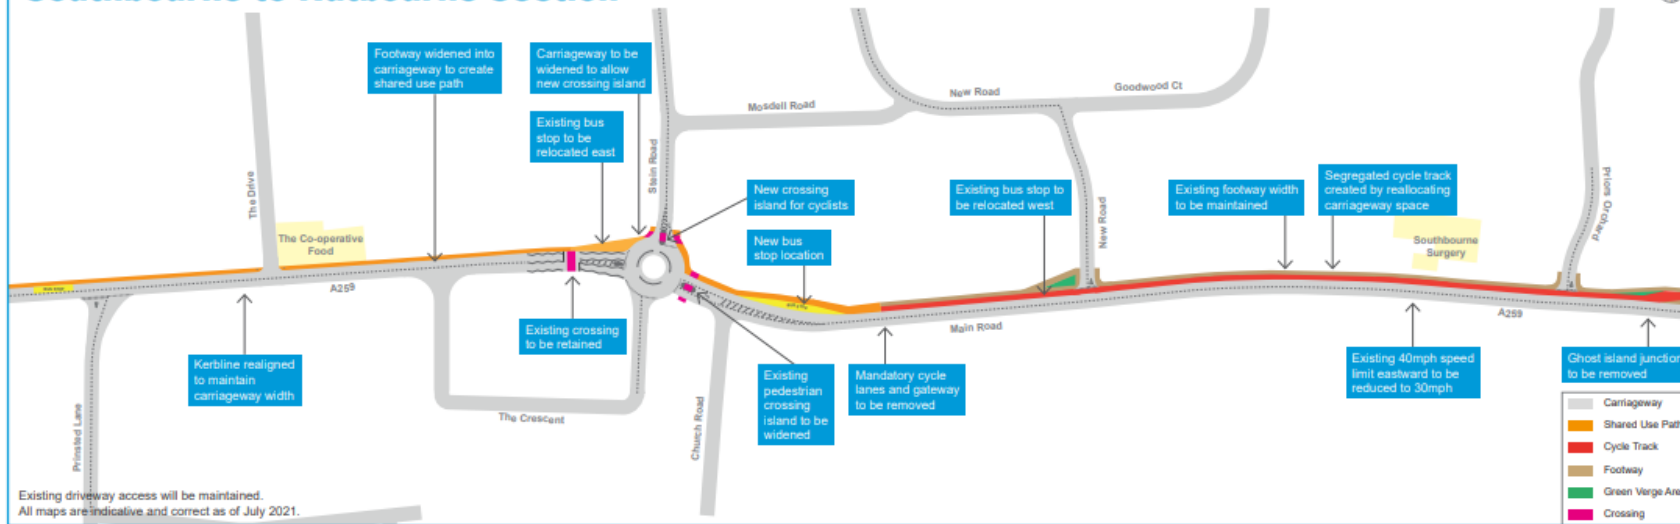 Footway widened into
carriageway to create
shared use path
Carriageway to be
widened to allow
new crossing island
Existing bus
stop to be
relocated east
New crossing
island for cyclists
New bus
stop location
Existing bus stop to
be relocated west
Existing footway width
to be maintained
Segregated cycle track
created by reallocating
carriageway space
The Drive
The Co-operative
Food
Stein Road
Mosdell Road
New Road
Goodwood Ct
New Road
Southbourne
Surgery
Priors Orchard
A259
Main Road
A259
Kerbline realigned
to maintain
carriageway width
Existing crossing
to be retained
Existing
pedestrian
crossing
island to be
widened
Mandatory cycle
lanes and gateway
to be removed
Existing 40mph speed
limit eastward to be
reduced to 30mph
Ghost island junction
to be removed
Prinsted Lane
The Crescent
Church Road
Carriageway
Shared Use Path
Cycle Track
Footway
Green Verge Are
Crossing
Existing driveway access will be maintained.
All maps are indicative and correct as of July 2021.